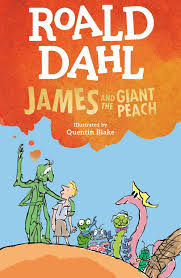 ROALD
DAHL
JAMES AND THE GIANT
PEACH
Illustrated by
Quentin Blake